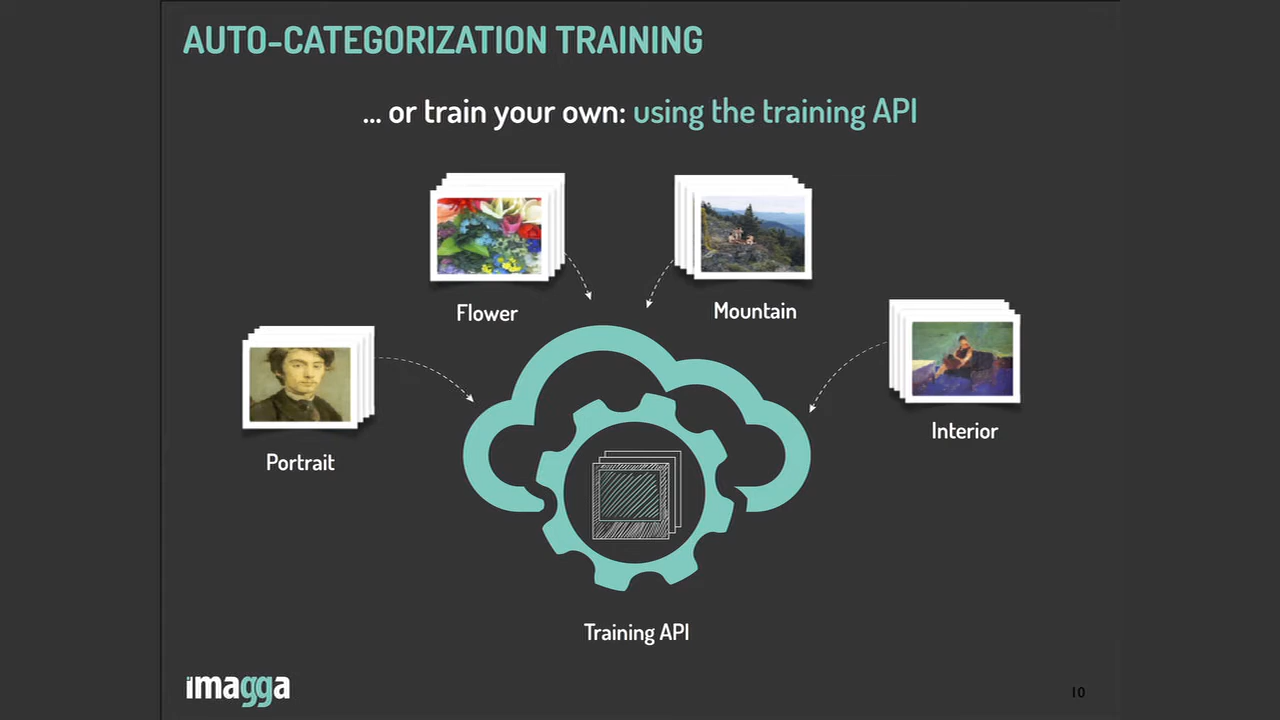 AUTO-CATEGORIZATION TRAINING
... or train your own: using the training API
Flower
Mountain
Interior
Portrait
Training API
imagga
10